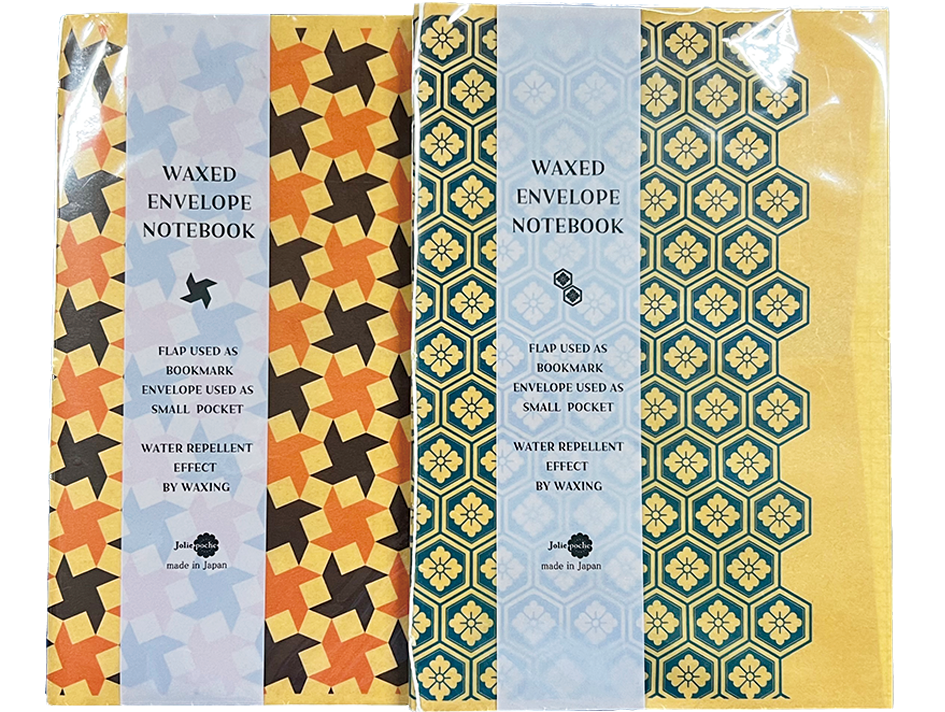 WAXED
ENVELOPE
NOTEBOOK
FLAP USED AS
BOOKMARK
ENVELOPE USED AS
SMALL POCKET
WATER REPELLENT
EFFECT
BY WAXING
Jolie poche
made in Japan
WAXED
ENVELOPE
NOTEBOOK
FLAP USED AS
BOOKMARK
ENVELOPE USED AS
SMALL POCKET
WATER REPELLENT
EFFECT
BY WAXING
Jolie poche
made in Japan